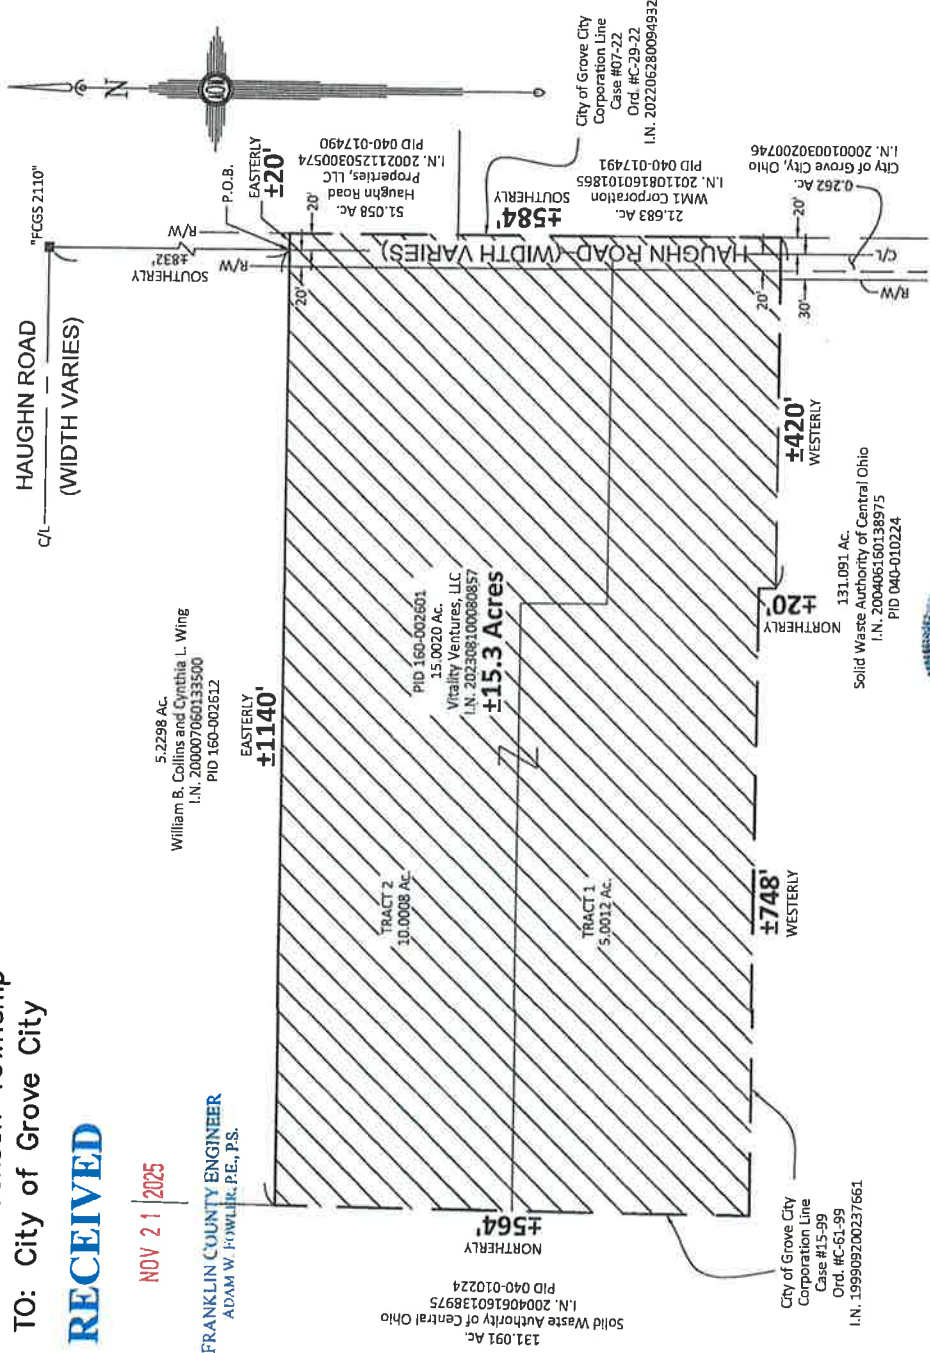 TO: City of Grove City
RECEIVED
NOV 21 2025
FRANKLIN COUNTY ENGINEER
ADAM W. FOWLER, P.E., P.S.
HAUGHN ROAD
(WIDTH VARIES)
C/L
"FCGS 2110"
SOUTHERLY
±832'
N
R/W
R/W
P.O.B.
EASTERLY
±20'
20'
20'
51.058 Ac.
Haughn Road
Properties, LLC
I.N. 200211250300574
PID 040-017490
City of Grove City
Corporation Line
Case #07-22
Ord. #C-29-22
I.N. 202206280094932
SOUTHERLY
±584'
21.683 Ac.
WM1 Corporation
I.N. 201108160101865
PID 040-017491
HAUGHN ROAD (WIDTH VARIES)
0.262 Ac.
City of Grove City, City Ohio
I.N. 200010030200746
20'
20'
30'
C/L
R/W
5.2298 Ac.
William B. Collins and Cynthia L. Wing
I.N. 200007060133500
PID 160-002612
EASTERLY
±1140'
PID 160-002601
15.0020 Ac.
Vitality Ventures, LLC
I.N. 202308100080857
±15.3 Acres
TRACT 2
10.0008 Ac.
TRACT 1
5.0012 Ac.
±420'
WESTERLY
±20'
NORTHERLY
131.091 Ac.
Solid Waste Authority of Central Ohio
I.N. 200406160138975
PID 040-010224
±748'
WESTERLY
±564'
NORTHERLY
131.091 Ac.
Solid Waste Authority of Central Ohio
I.N. 200406160138975
PID 040-010224
City of Grove City
Corporation Line
Case #15-99
Ord. #C-61-99
I.N. 199909200237661